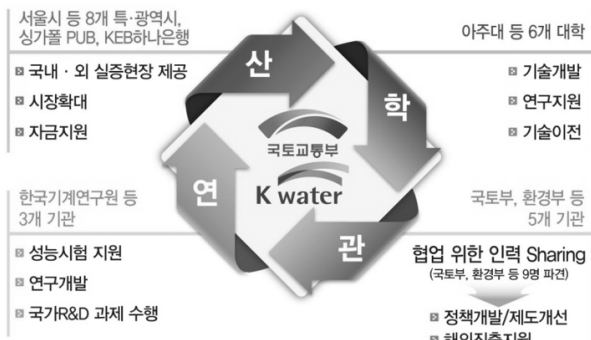 서울시 등 8개 특·광역시,
싱가폴 PUB, KEB하나은행
국내 · 외 실증현장 제공
시장확대
자금지원
아주대 등 6개 대학
기술개발
연구지원
기술이전
산
학
연
관
국토교통부
K water
한국기계연구원 등
3개 기관
성능시험 지원
연구개발
국가R&D 과제 수행
국토부, 환경부 등
5개 기관
협업 위한 인력 Sharing
(국토부, 환경부 등 9명 파견)
정책개발/제도개선
해외진출지원